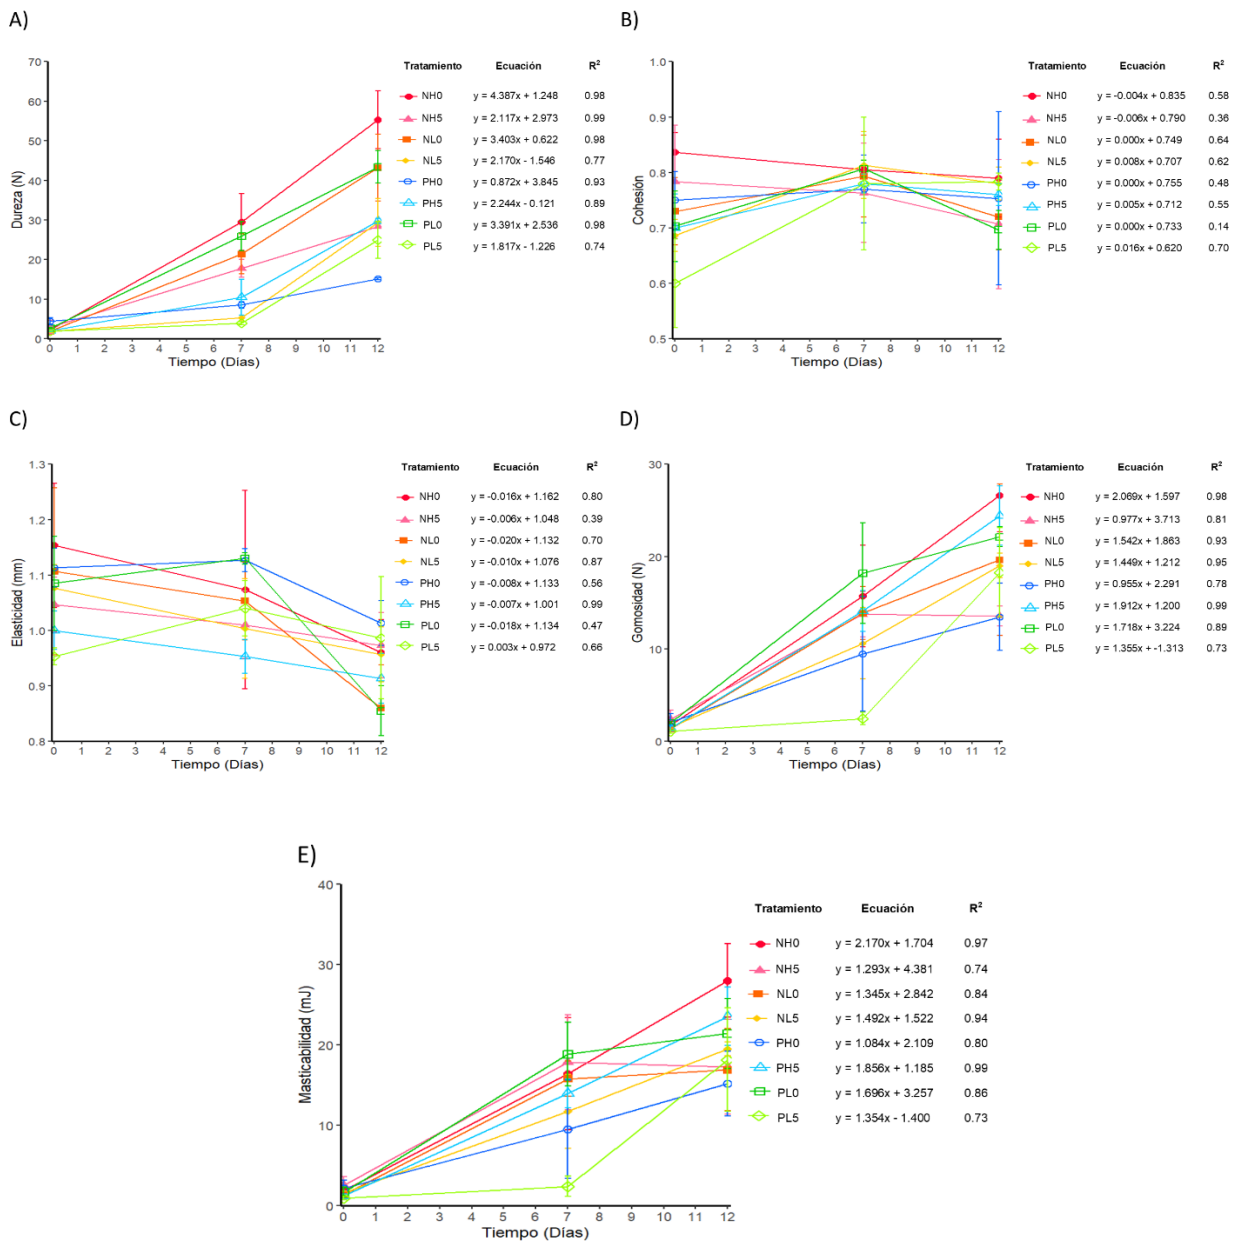 A)
Dureza (N)
70
60
50
40
30
20
10
0
0 1 2 3 4 5 6 7 8 9 10 11 12
Tiempo (Días)
Tratamiento Ecuación R²
NH0 y = 4.387x + 1.248 0.98
NH5 y = 2.117x + 2.973 0.99
NL0 y = 3.403x + 0.622 0.98
NL5 y = 2.170x - 1.546 0.77
PH0 y = 0.872x + 3.845 0.93
PH5 y = 2.244x - 0.121 0.89
PL0 y = 3.391x + 2.536 0.98
PL5 y = 1.817x - 1.226 0.74
B)
Cohesión
1.0
0.9
0.8
0.7
0.6
0.5
0 1 2 3 4 5 6 7 8 9 10 11 12
Tiempo (Días)
Tratamiento Ecuación R²
NH0 y = -0.004x + 0.835 0.58
NH5 y = -0.006x + 0.790 0.36
NL0 y = 0.000x + 0.749 0.64
NL5 y = 0.008x + 0.707 0.62
PH0 y = 0.000x + 0.755 0.48
PH5 y = 0.005x + 0.712 0.55
PL0 y = 0.000x + 0.733 0.14
PL5 y = 0.016x + 0.620 0.70
C)
Elasticidad (mm)
1.3
1.2
1.1
1.0
0.9
0.8
0 1 2 3 4 5 6 7 8 9 10 11 12
Tiempo (Días)
Tratamiento Ecuación R²
NH0 y = -0.016x + 1.162 0.80
NH5 y = -0.006x + 1.048 0.39
NL0 y = -0.020x + 1.132 0.70
NL5 y = -0.010x + 1.076 0.87
PH0 y = -0.008x + 1.133 0.56
PH5 y = -0.007x + 1.001 0.99
PL0 y = -0.018x + 1.134 0.47
PL5 y = 0.003x + 0.972 0.66
D)
Gomosidad (N)
30
20
10
0
0 1 2 3 4 5 6 7 8 9 10 11 12
Tiempo (Días)
Tratamiento Ecuación R²
NH0 y = 2.069x + 1.597 0.98
NH5 y = 0.977x + 3.713 0.81
NL0 y = 1.542x + 1.863 0.93
NL5 y = 1.449x + 1.212 0.95
PH0 y = 0.955x + 2.291 0.78
PH5 y = 1.912x + 1.200 0.99
PL0 y = 1.718x + 3.224 0.89
PL5 y = 1.355x + -1.313 0.73
E)
Masticabilidad (mJ)
40
30
20
10
0
0 1 2 3 4 5 6 7 8 9 10 11 12
Tiempo (Días)
Tratamiento Ecuación R²
NH0 y = 2.170x + 1.704 0.97
NH5 y = 1.293x + 4.381 0.74
NL0 y = 1.345x + 2.842 0.84
NL5 y = 1.492x + 1.522 0.94
PH0 y = 1.084x + 2.109 0.80
PH5 y = 1.856x + 1.185 0.99
PL0 y = 1.696x + 3.257 0.86
PL5 y = 1.354x - 1.400 0.73